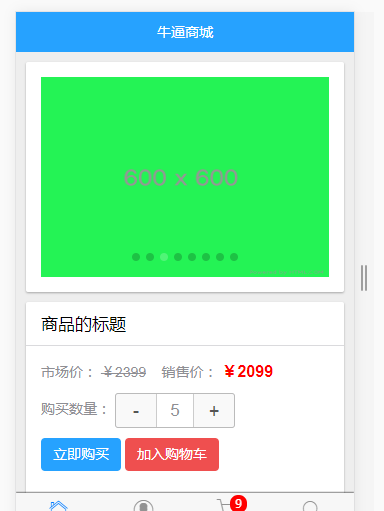 牛逼商城
600 x 600
商品的标题
市场价： ￥2399 销售价： ￥2099
购买数量： - 5 +
立即购买 加入购物车
9